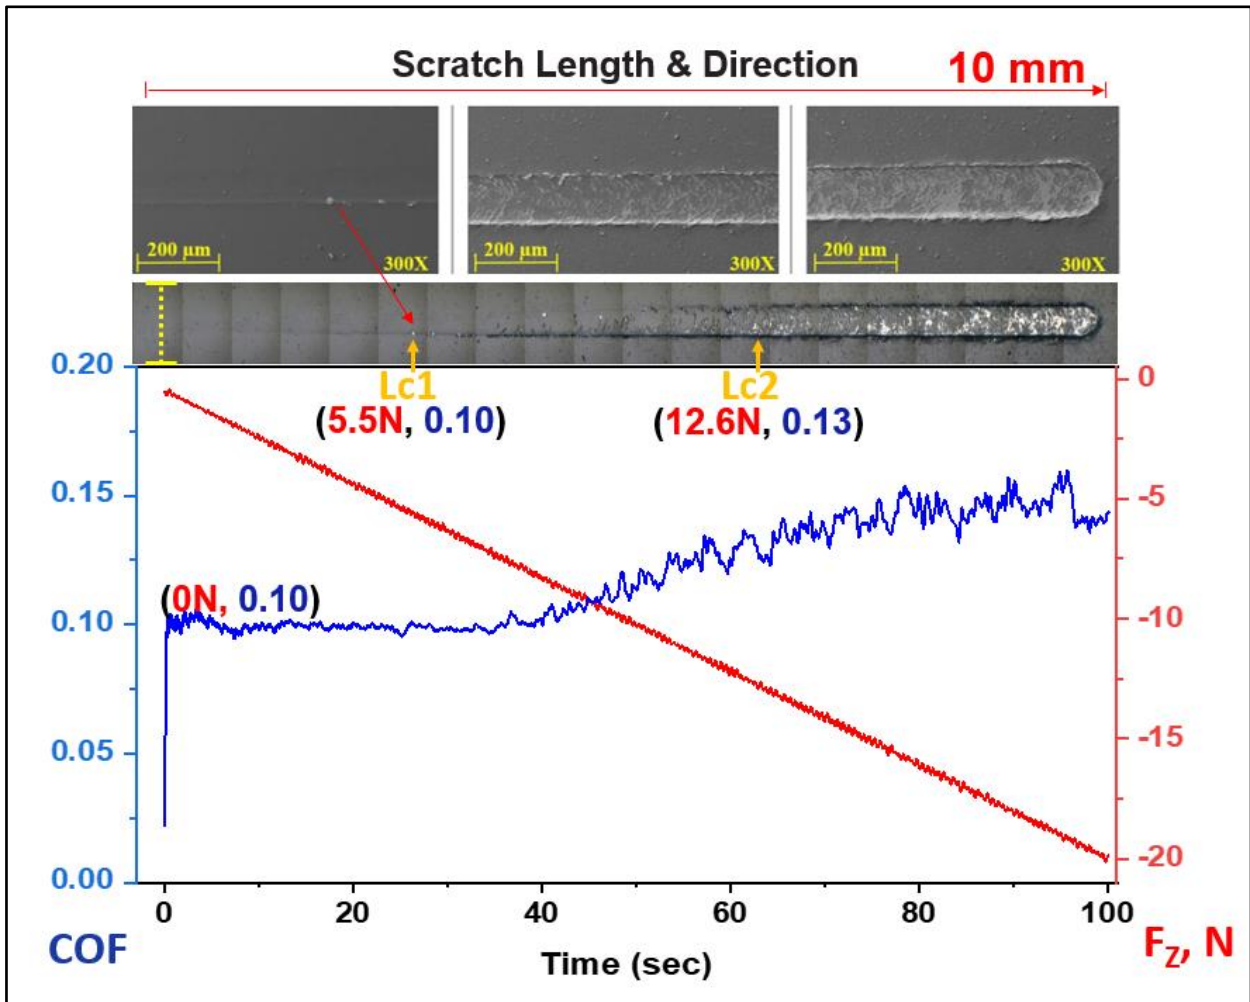 Scratch Length & Direction 10 mm
200 µm 300X 200 µm 300X 200 µm 300X
Lc1 Lc2
(5.5N, 0.10) (12.6N, 0.13)
(0N, 0.10)
0.20
0.15
0.10
0.05
0.00
0
-5
-10
-15
-20
0 20 40 60 80 100
COF Time (sec) Fz, N